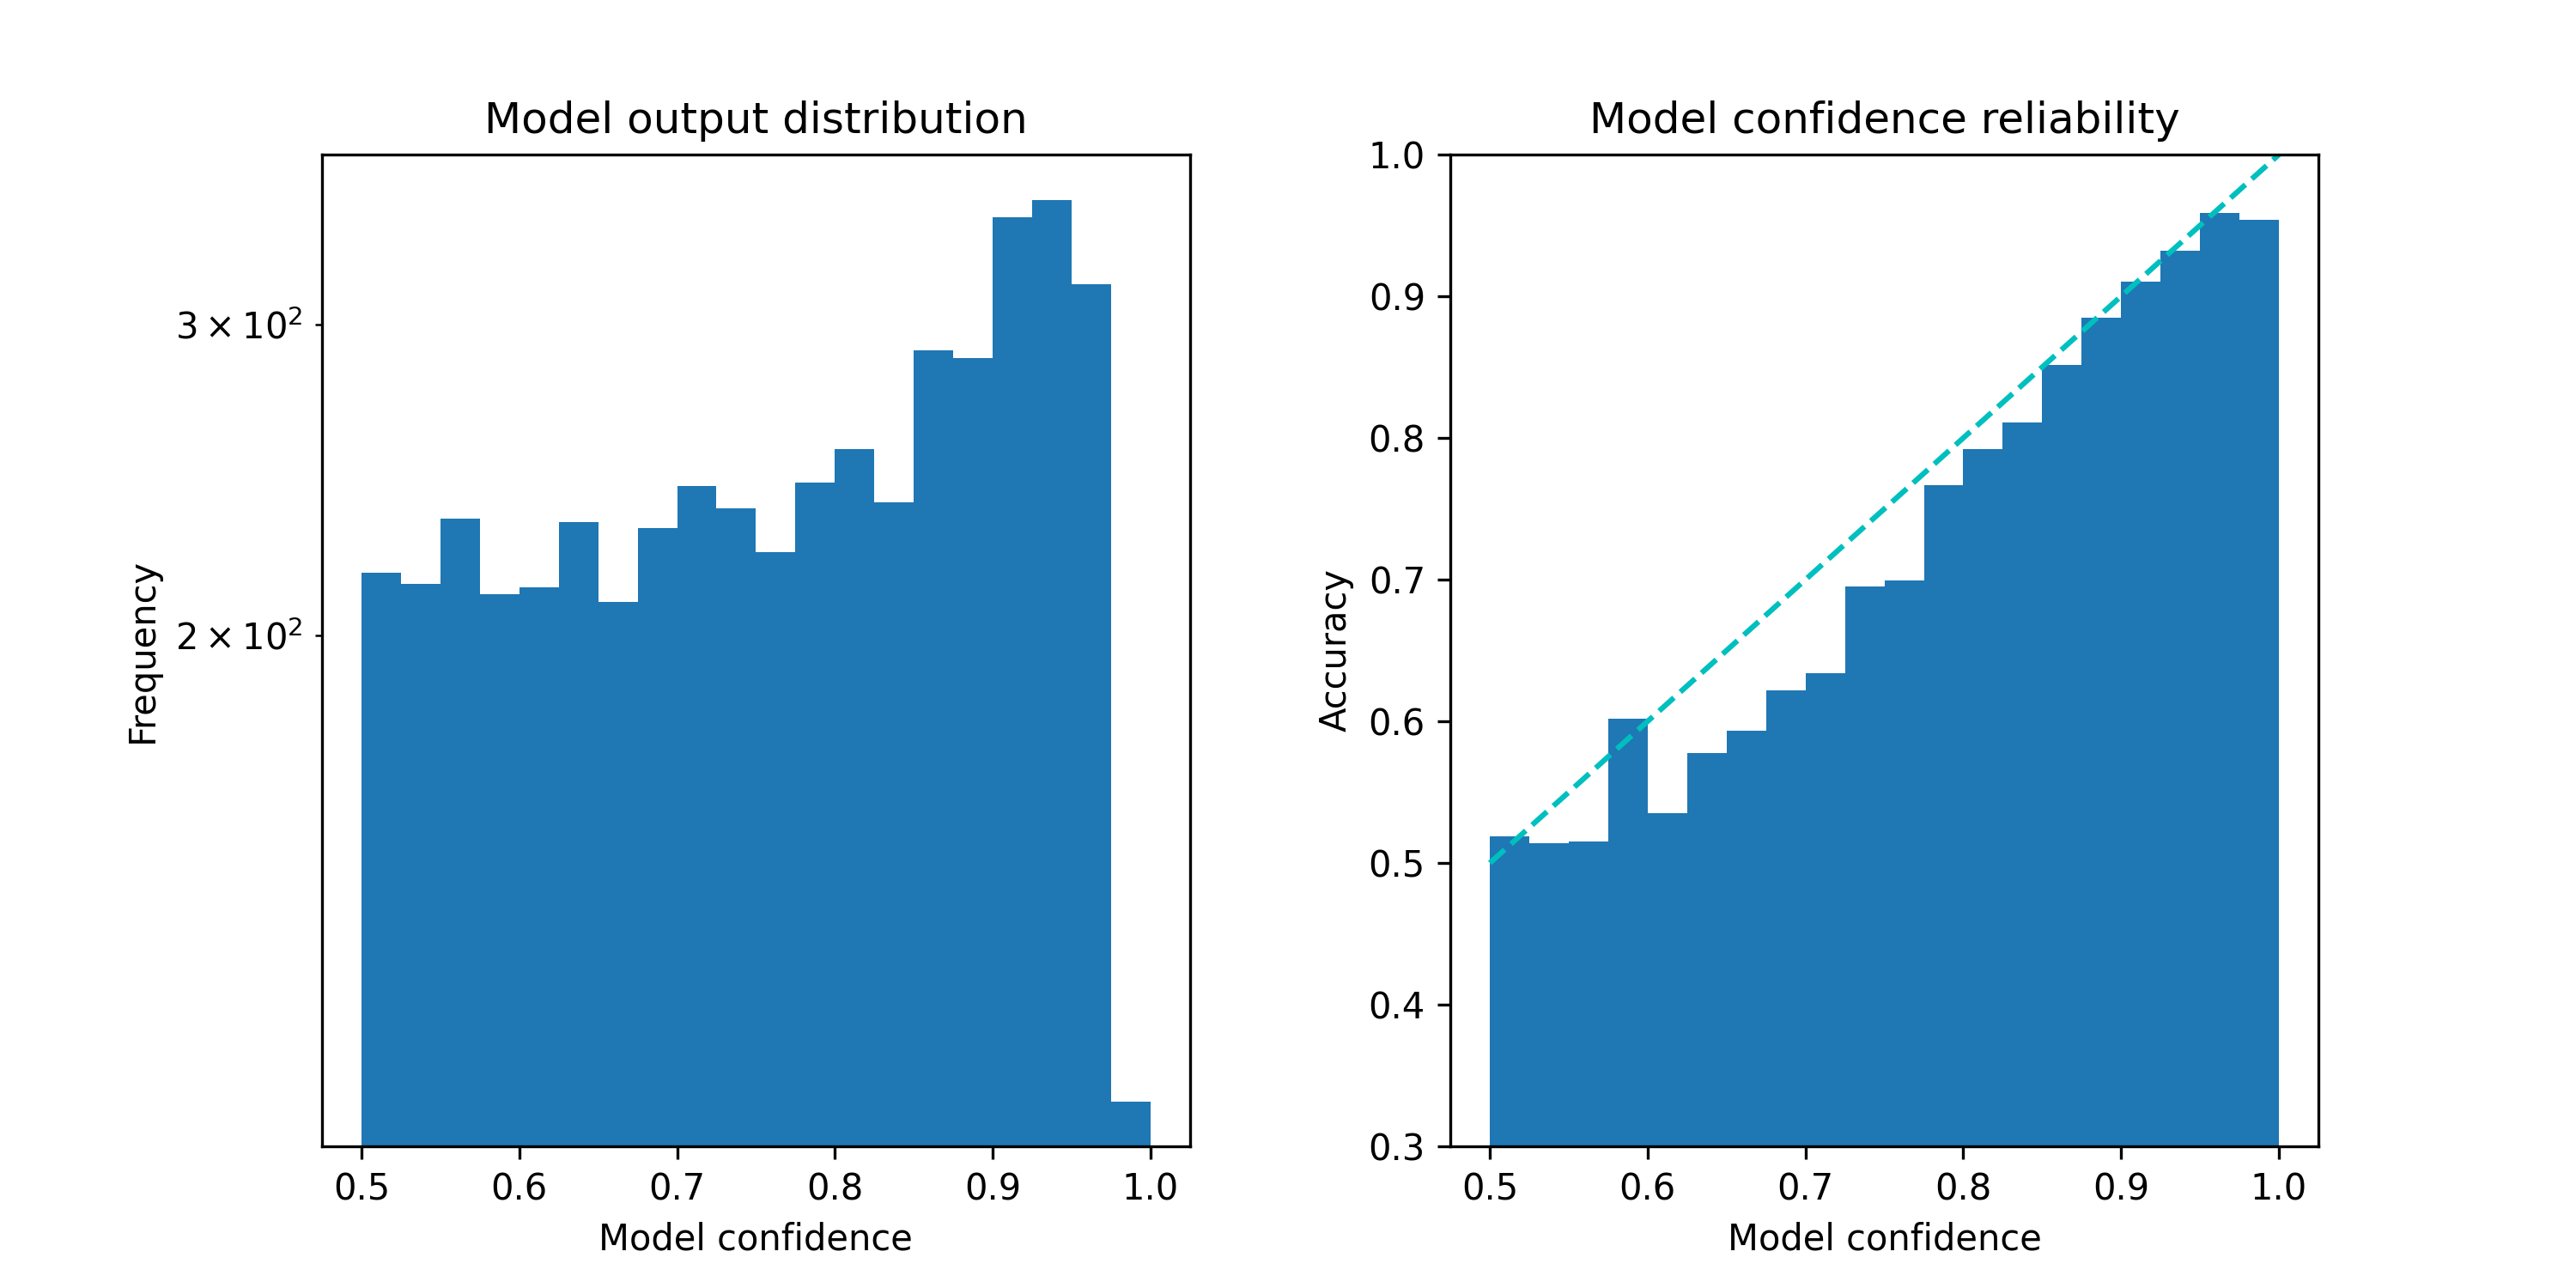 Model output distribution
Frequency
3 × 10²
2 × 10²
0.5 0.6 0.7 0.8 0.9 1.0
Model confidence
Model confidence reliability
Accuracy
1.0
0.9
0.8
0.7
0.6
0.5
0.4
0.3
0.5 0.6 0.7 0.8 0.9 1.0
Model confidence